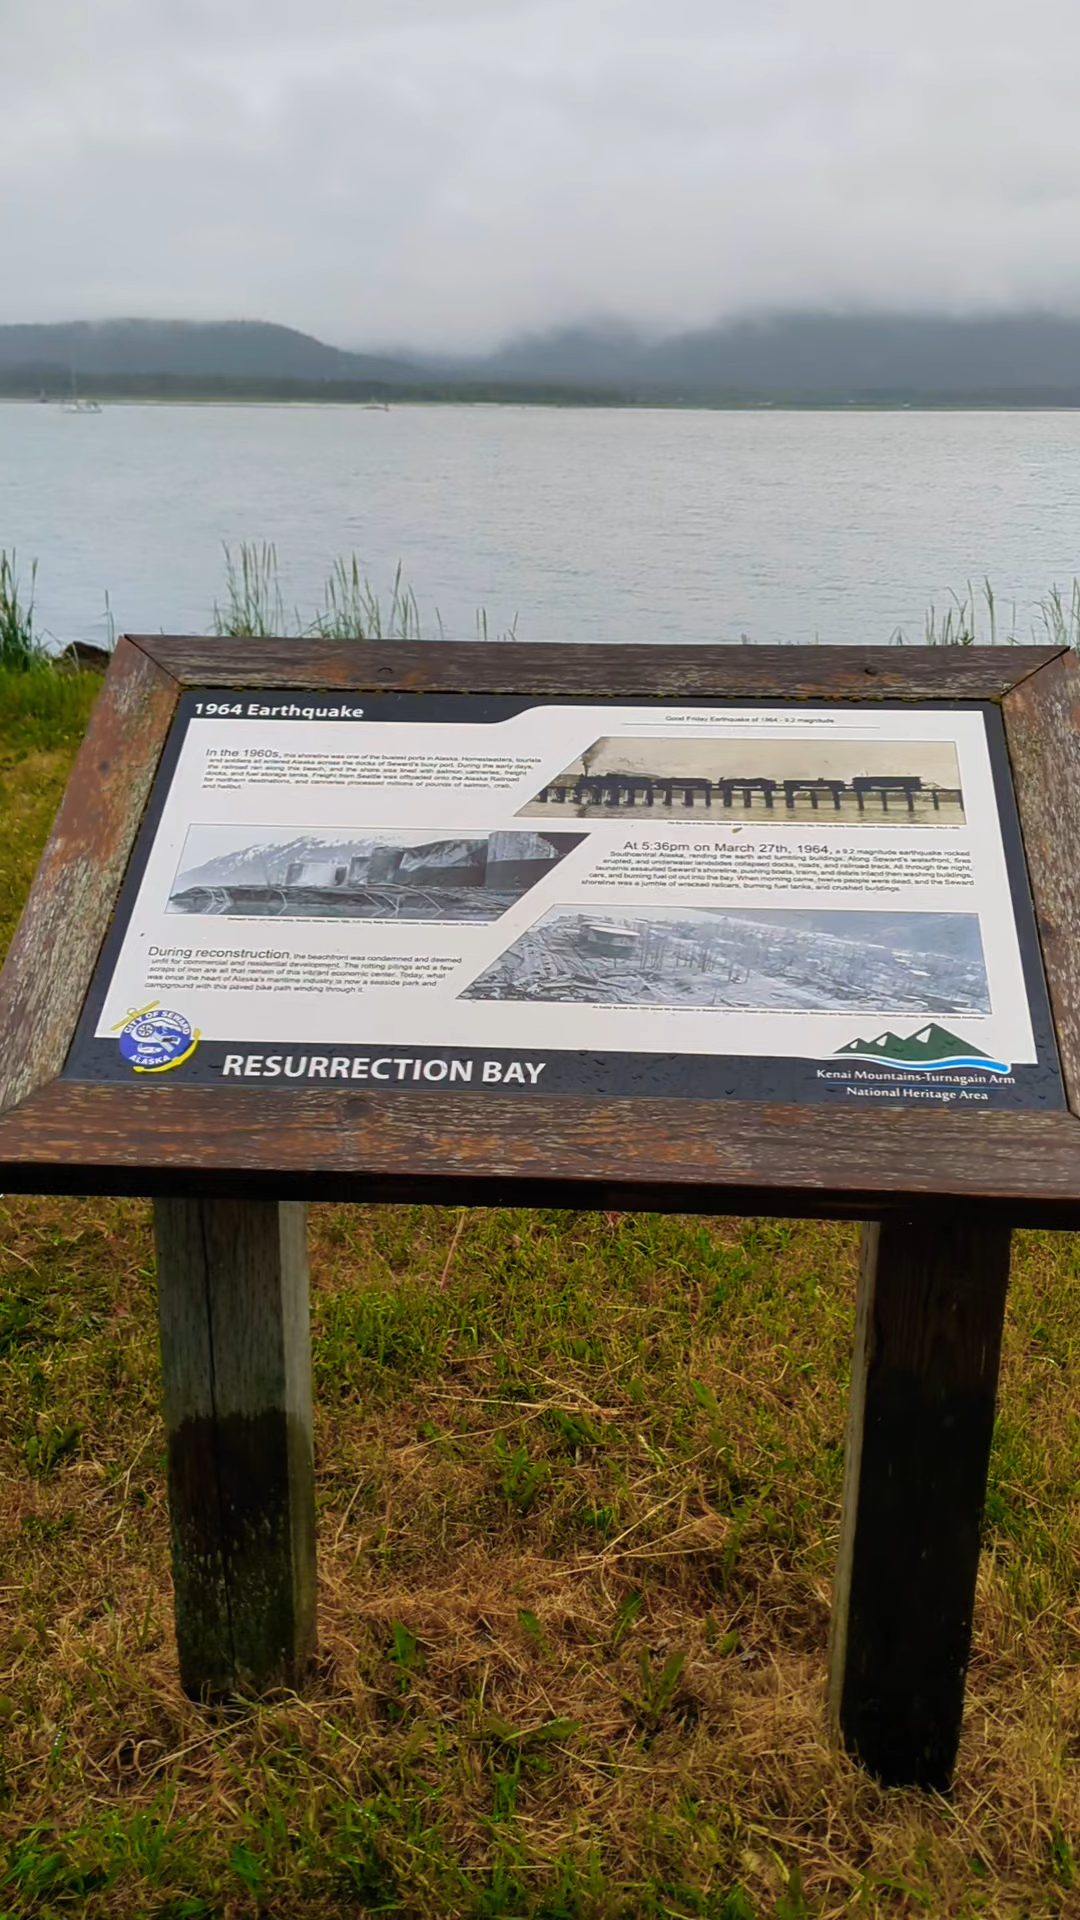 1964 Earthquake
Good Friday Earthquake of 1964 - 9.2 magnitude
In the 1960s, this shoreline was one of the busiest ports in Alaska. Homesteaders, tourists
and soldiers all entered Alaska across the docks of Seward's busy port. During the early days,
the railroad ran along this beach, and the shore was lined with salmon canneries, freight
docks, and fuel storage tanks. Freight from Seattle was offloaded onto the Alaska Railroad
for northern destinations, and canneries processed millions of pounds of salmon, crab,
and halibut.
At 5:36pm on March 27th, 1964, a 9.2 magnitude earthquake rocked
Southcentral Alaska, rending the earth and tumbling buildings. Along Seward's waterfront, fires
erupted, and underwater landslides collapsed docks, roads, and railroad track. All through the night,
tsunamis assaulted Seward's shoreline, pushing boats, trains, and debris inland then washing buildings,
cars, and burning fuel oil out into the bay. When morning came, twelve people were dead, and the Seward
shoreline was a jumble of wrecked railcars, burning fuel tanks, and crushed buildings.
During reconstruction, the beachfront was condemned and deemed
unfit for commercial and residential development. The rotting pilings and a few
scraps of iron are all that remain of this vibrant economic center. Today, what
was once the heart of Alaska's maritime industry is now a seaside park and
campground with this paved bike path winding through it.
CITY OF SEWARD
ALASKA
RESURRECTION BAY
Kenai Mountains-Turnagain Arm
National Heritage Area